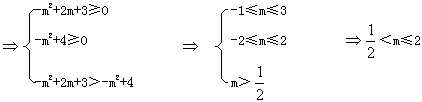 ⇒ { -m²+2m+3≥0
-m²+4≥0
-m²+2m+3>-m²+4
⇒ { -1≤m≤3
-2≤m≤2
m>1/2
⇒ 1/2<m≤2